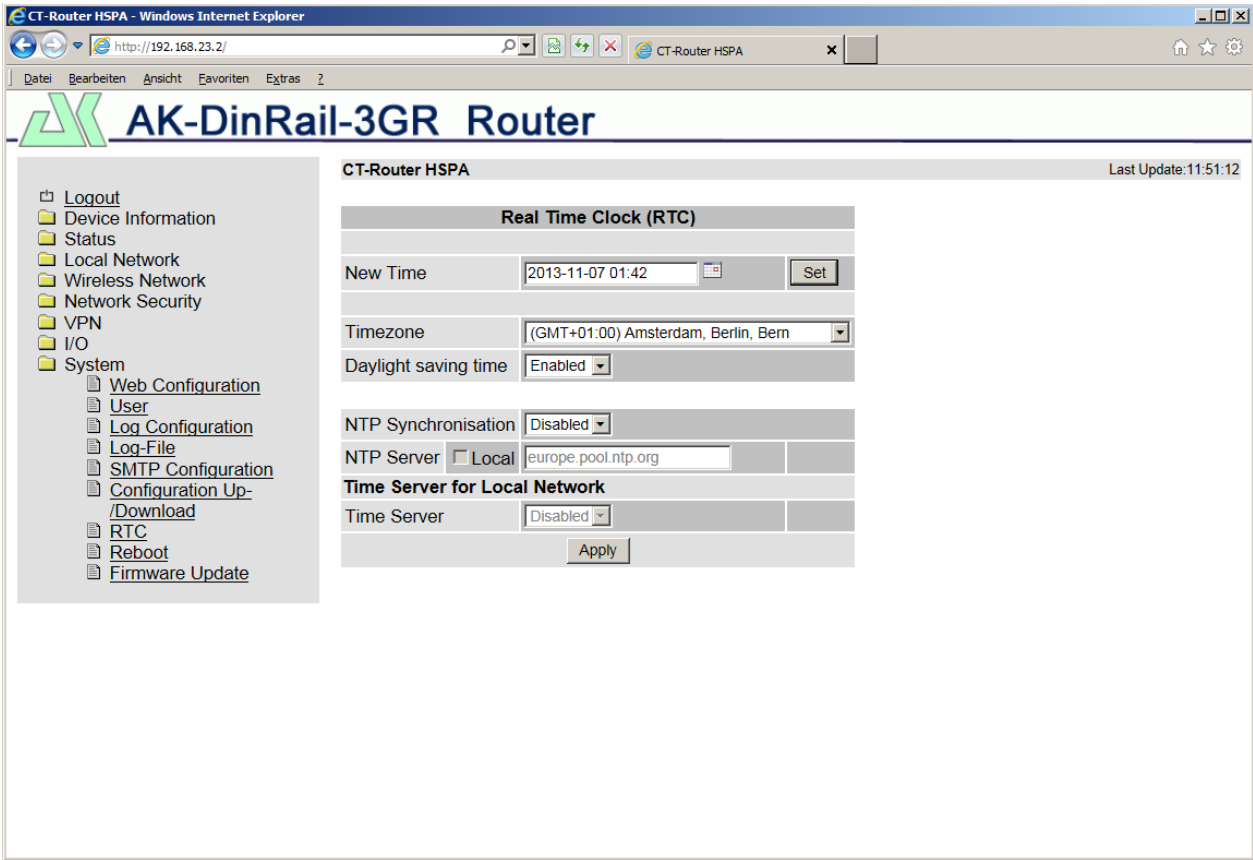 CT-Router HSPA - Windows Internet Explorer
http://192.168.23.2/
CT-Router HSPA
Datei Bearbeiten Ansicht Favoriten Extras ?
AK-DinRail-3GR Router
CT-Router HSPA
Last Update:11:51:12
Logout
Device Information
Status
Local Network
Wireless Network
Network Security
VPN
I/O
System
Web Configuration
User
Log Configuration
Log-File
SMTP Configuration
Configuration Up-
/Download
RTC
Reboot
Firmware Update
Real Time Clock (RTC)
New Time 2013-11-07 01:42 Set
Timezone (GMT+01:00) Amsterdam, Berlin, Bern
Daylight saving time Enabled
NTP Synchronisation Disabled
NTP Server Local europe.pool.ntp.org
Time Server for Local Network
Time Server Disabled
Apply